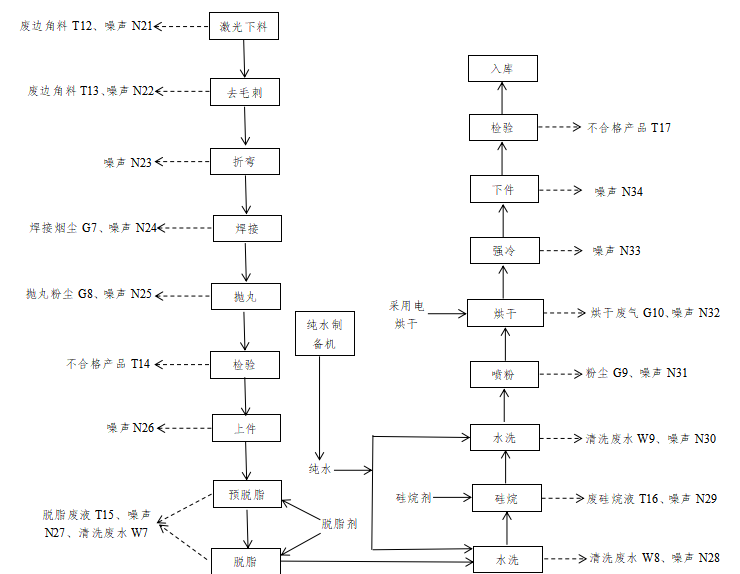 废边角料 T12、噪声 N21
激光下料
废边角料 T13、噪声 N22
去毛刺
噪声 N23
折弯
焊接烟尘 G7、噪声 N24
焊接
抛丸粉尘 G8、噪声 N25
抛丸
不合格产品 T14
检验
噪声 N26
上件
预脱脂
脱脂废液 T15、噪声
N27、清洗废水 W7
脱脂剂
脱脂
纯水制
备机
纯水
水洗
清洗废水 W8、噪声 N28
硅烷剂
硅烷
废硅烷液 T16、噪声 N29
水洗
清洗废水 W9、噪声 N30
喷粉
粉尘 G9、噪声 N31
采用电
烘干
烘干
烘干废气 G10、噪声 N32
强冷
噪声 N33
下件
噪声 N34
检验
不合格产品 T17
入库